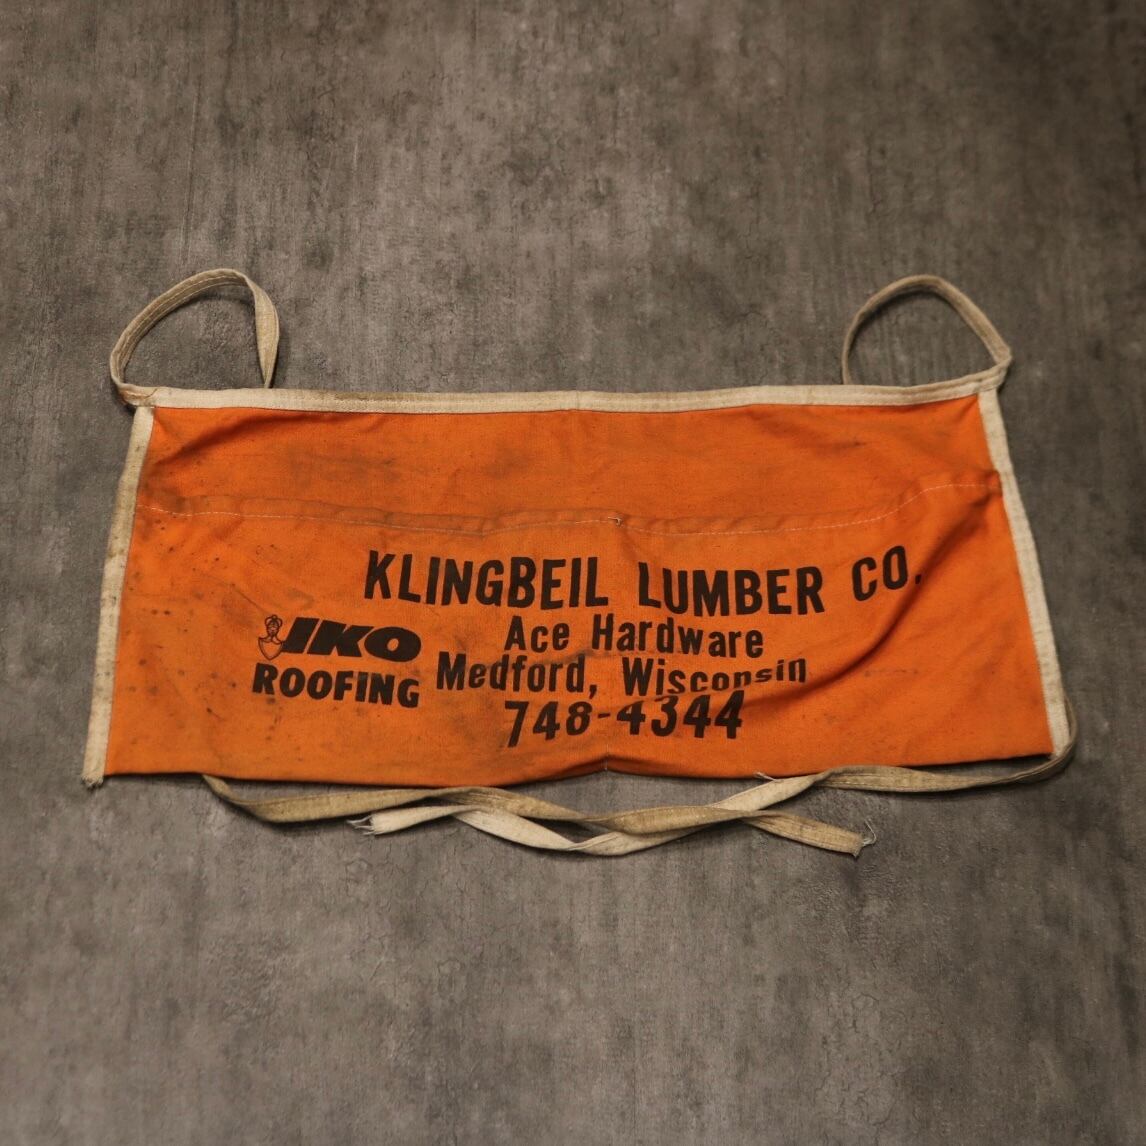 KLINGBEIL LUMBER CO.
Ace Hardware
Medford, Wisconsin
748-4344
IKO
ROOFING